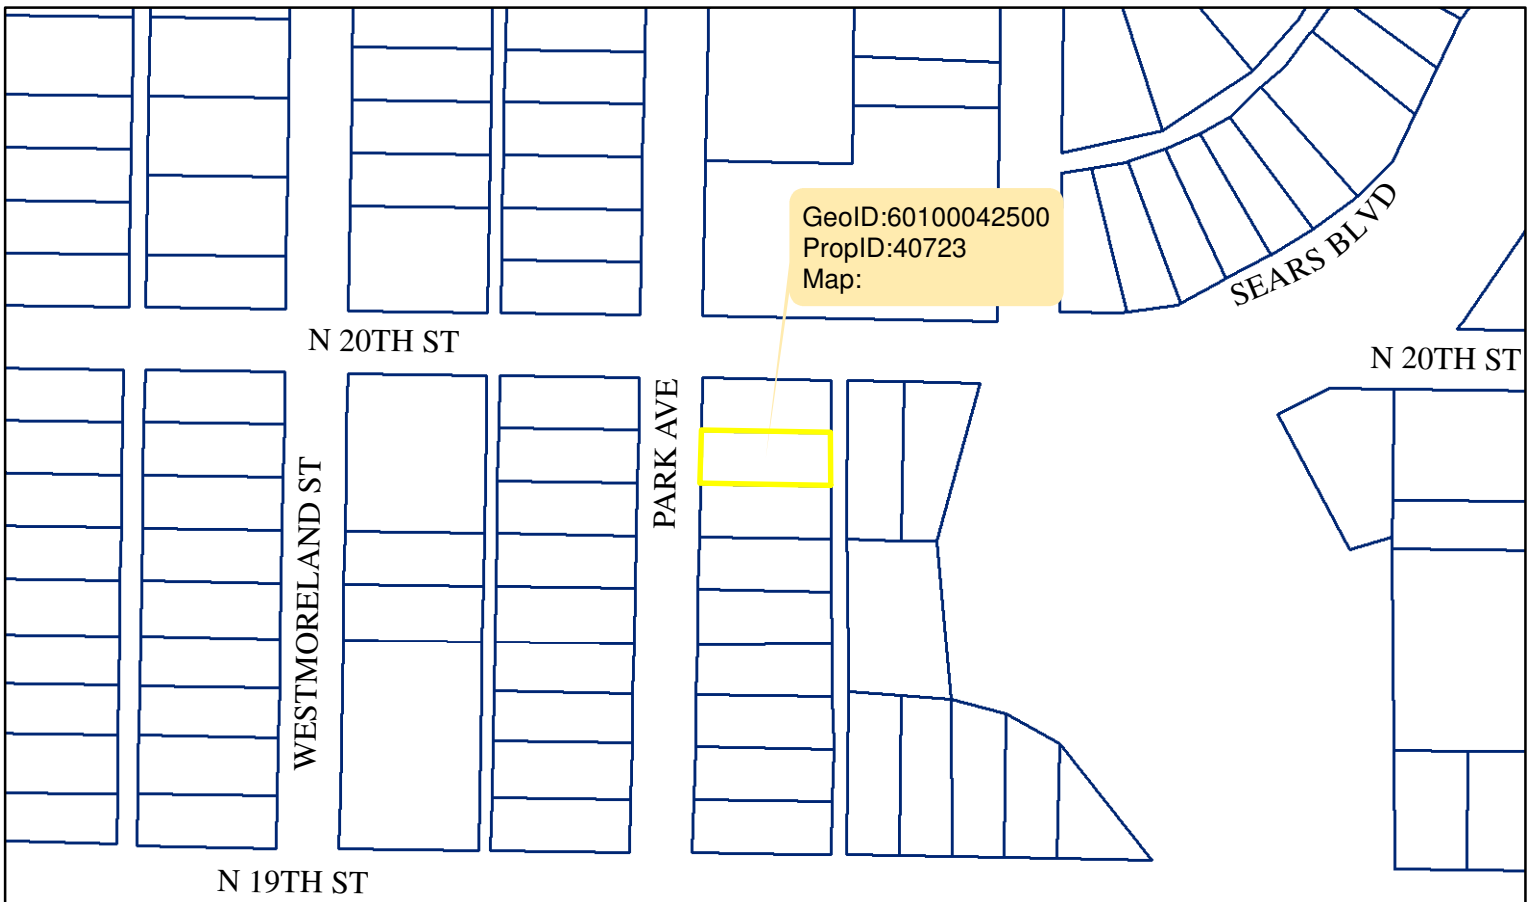 GeoID:60100042500
PropID:40723
Map:
SEARS BLVD
N 20TH ST
N 20TH ST
PARK AVE
WESTMORELAND ST
N 19TH ST